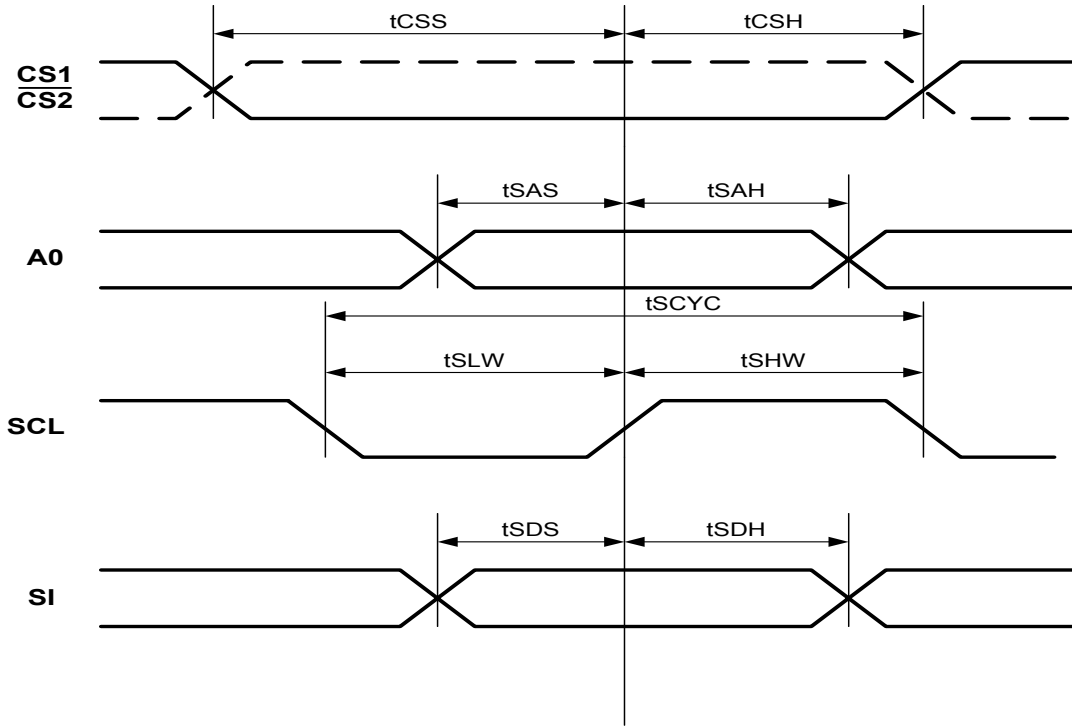 tCSS
tCSH
CS1
CS2
tSAS
tSAH
A0
tSCYC
tSLW
tSHW
SCL
tSDS
tSDH
SI